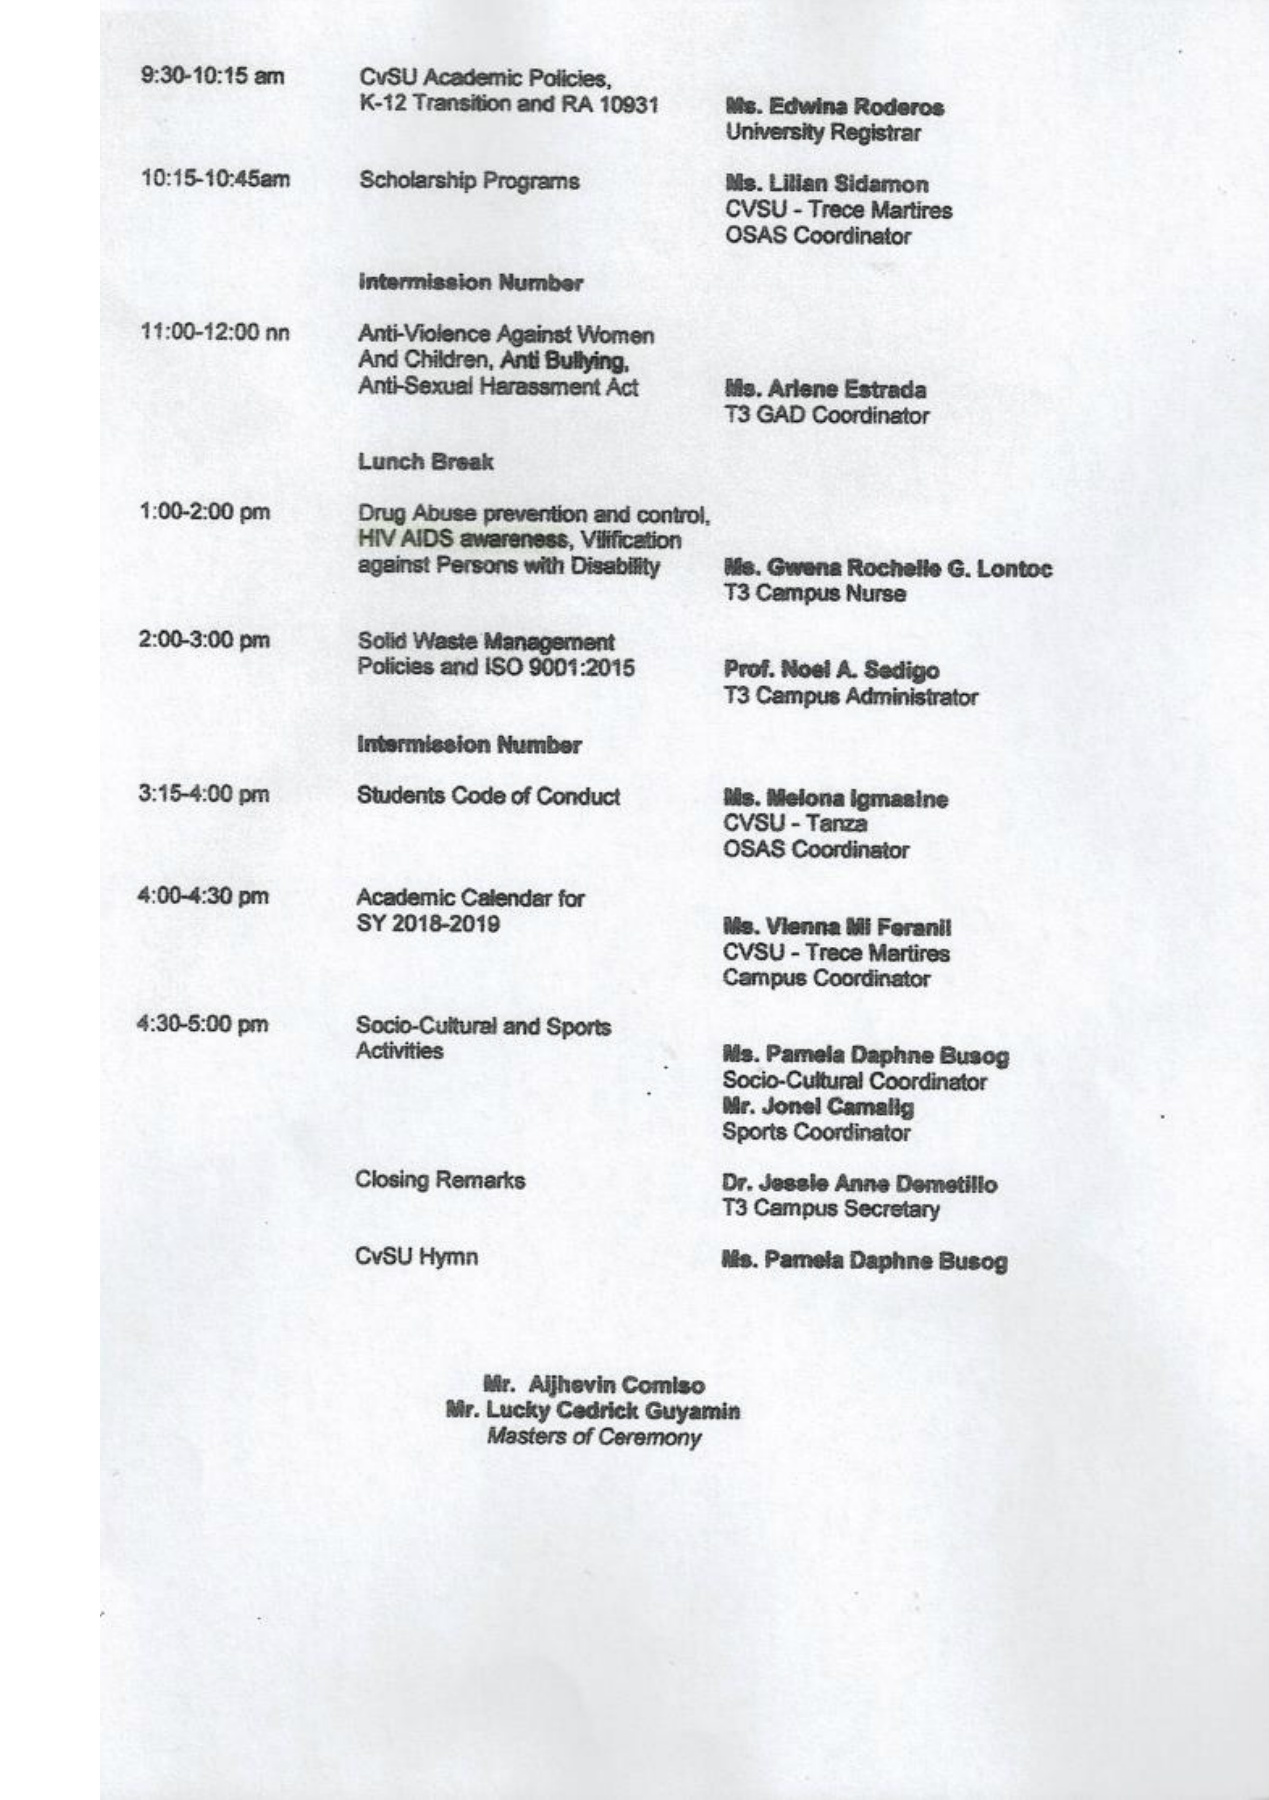 9:30-10:15 am CvSU Academic Policies,
K-12 Transition and RA 10931 Ms. Edwina Roderos
University Registrar
10:15-10:45am Scholarship Programs Ms. Lilian Sidamon
CVSU - Trece Martires
OSAS Coordinator
Intermission Number
11:00-12:00 nn Anti-Violence Against Women
And Children, Anti Bullying,
Anti-Sexual Harassment Act Ms. Arlene Estrada
T3 GAD Coordinator
Lunch Break
1:00-2:00 pm Drug Abuse prevention and control,
HIV AIDS awareness, Vilification
against Persons with Disability Ms. Gwena Rochelle G. Lontoc
T3 Campus Nurse
2:00-3:00 pm Solid Waste Management
Policies and ISO 9001:2015 Prof. Noel A. Sedigo
T3 Campus Administrator
Intermission Number
3:15-4:00 pm Students Code of Conduct Ms. Melona Igmasine
CVSU - Tanza
OSAS Coordinator
4:00-4:30 pm Academic Calendar for
SY 2018-2019 Ms. Vienna Mi Feranil
CVSU - Trece Martires
Campus Coordinator
4:30-5:00 pm Socio-Cultural and Sports
Activities Ms. Pamela Daphne Busog
Socio-Cultural Coordinator
Mr. Jonel Camalig
Sports Coordinator
Closing Remarks Dr. Jessie Anne Demetillo
T3 Campus Secretary
CvSU Hymn Ms. Pamela Daphne Busog
Mr. Aljhevin Comiso
Mr. Lucky Cedrick Guyamin
Masters of Ceremony